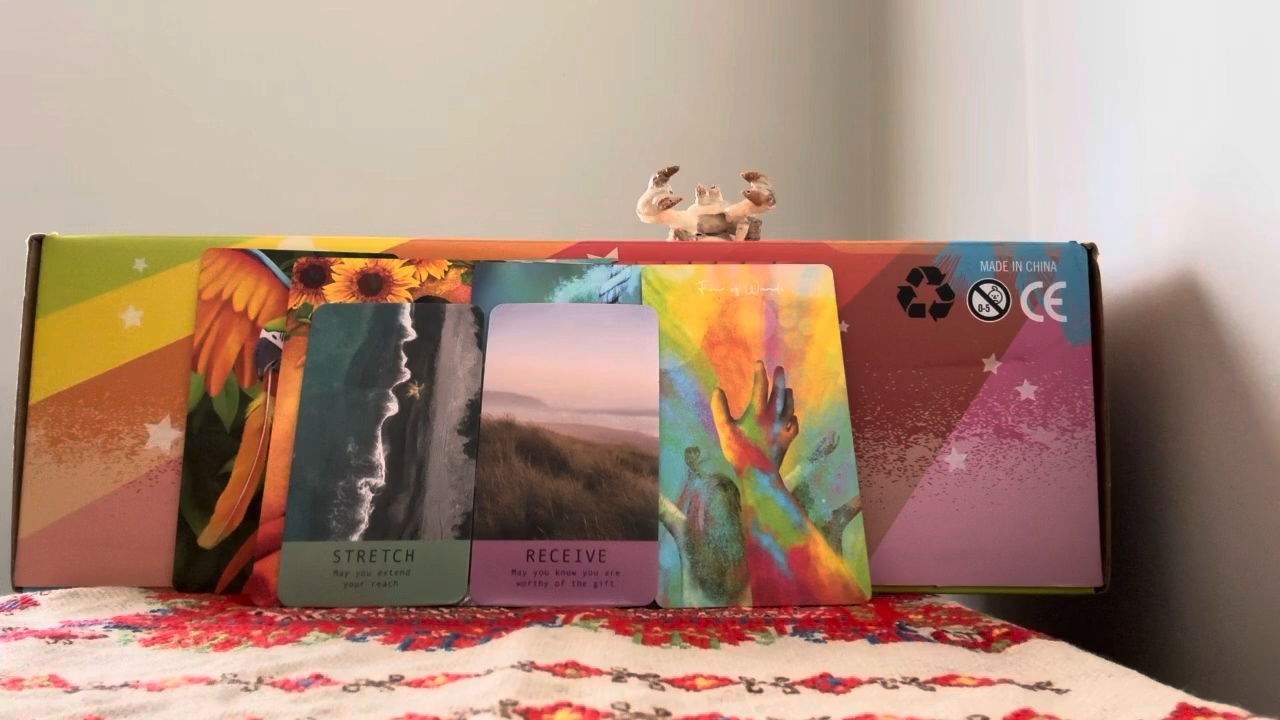 MADE IN CHINA
0-5
CE
Four of Wands
STRETCH
May you extend
your reach
RECEIVE
May you know you are
worthy of the gift